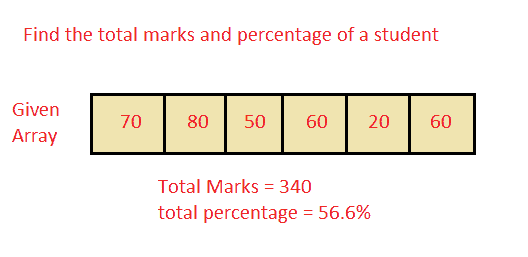 Find the total marks and percentage of a student
Given
Array
70 80 50 60 20 60
Total Marks = 340
total percentage = 56.6%